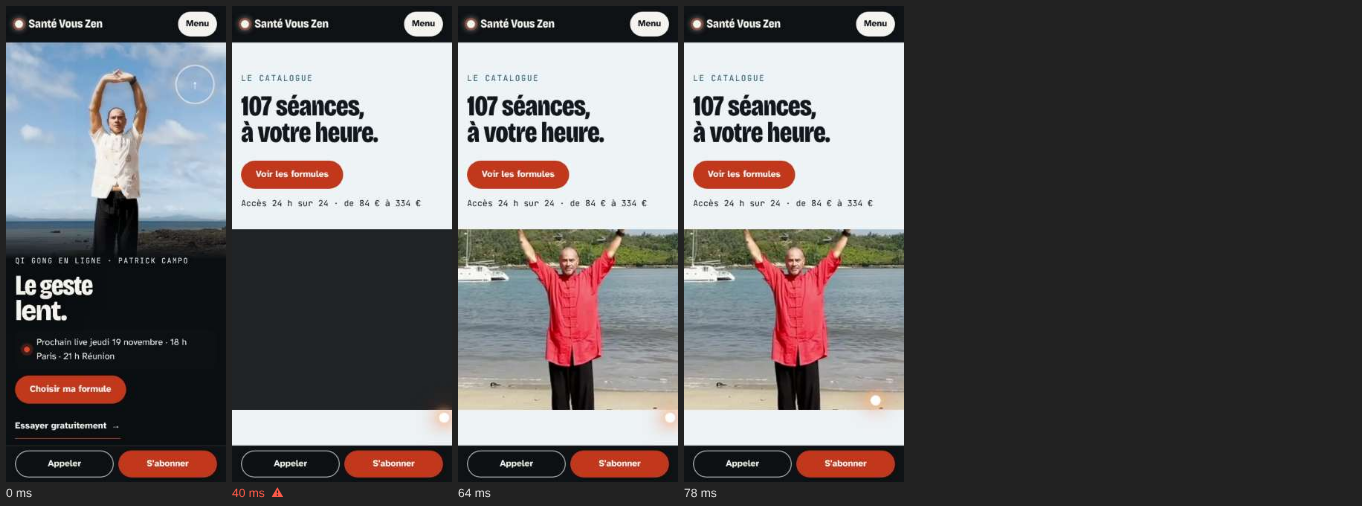 Santé Vous Zen
Menu
↑
QI GONG EN LIGNE · PATRICK CAMPO
Le geste
lent.
Prochain live jeudi 19 novembre · 18 h
Paris · 21 h Réunion
Choisir ma formule
Essayer gratuitement →
Appeler
S'abonner
0 ms
Santé Vous Zen
Menu
LE CATALOGUE
107 séances,
à votre heure.
Voir les formules
Accès 24 h sur 24 · de 84 € à 334 €
Appeler
S'abonner
40 ms
Santé Vous Zen
Menu
LE CATALOGUE
107 séances,
à votre heure.
Voir les formules
Accès 24 h sur 24 · de 84 € à 334 €
Appeler
S'abonner
64 ms
Santé Vous Zen
Menu
LE CATALOGUE
107 séances,
à votre heure.
Voir les formules
Accès 24 h sur 24 · de 84 € à 334 €
Appeler
S'abonner
78 ms